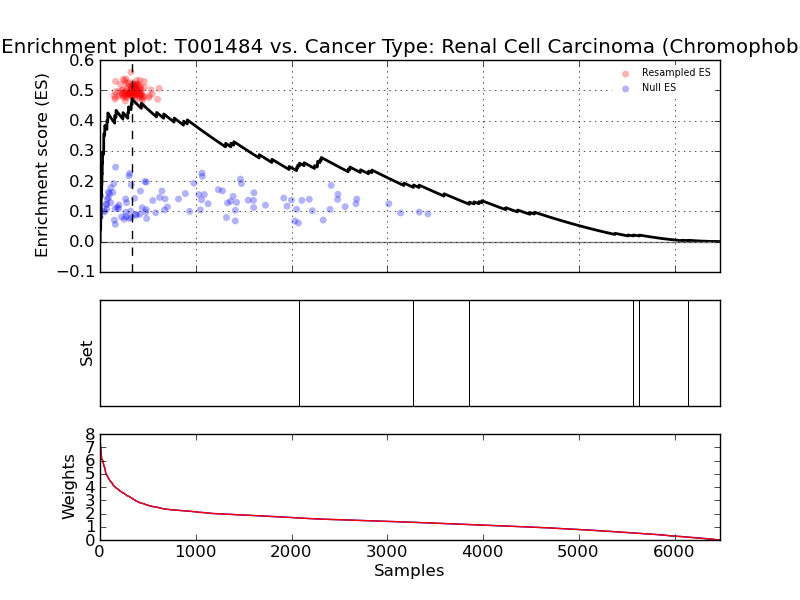 Enrichment plot: T001484 vs. Cancer Type: Renal Cell Carcinoma (Chromophob
Enrichment score (ES)
0.6
0.5
0.4
0.3
0.2
0.1
0.0
−0.1
Resampled ES
Null ES
Set
Weights
8
7
6
5
4
3
2
1
0
0 1000 2000 3000 4000 5000 6000
Samples